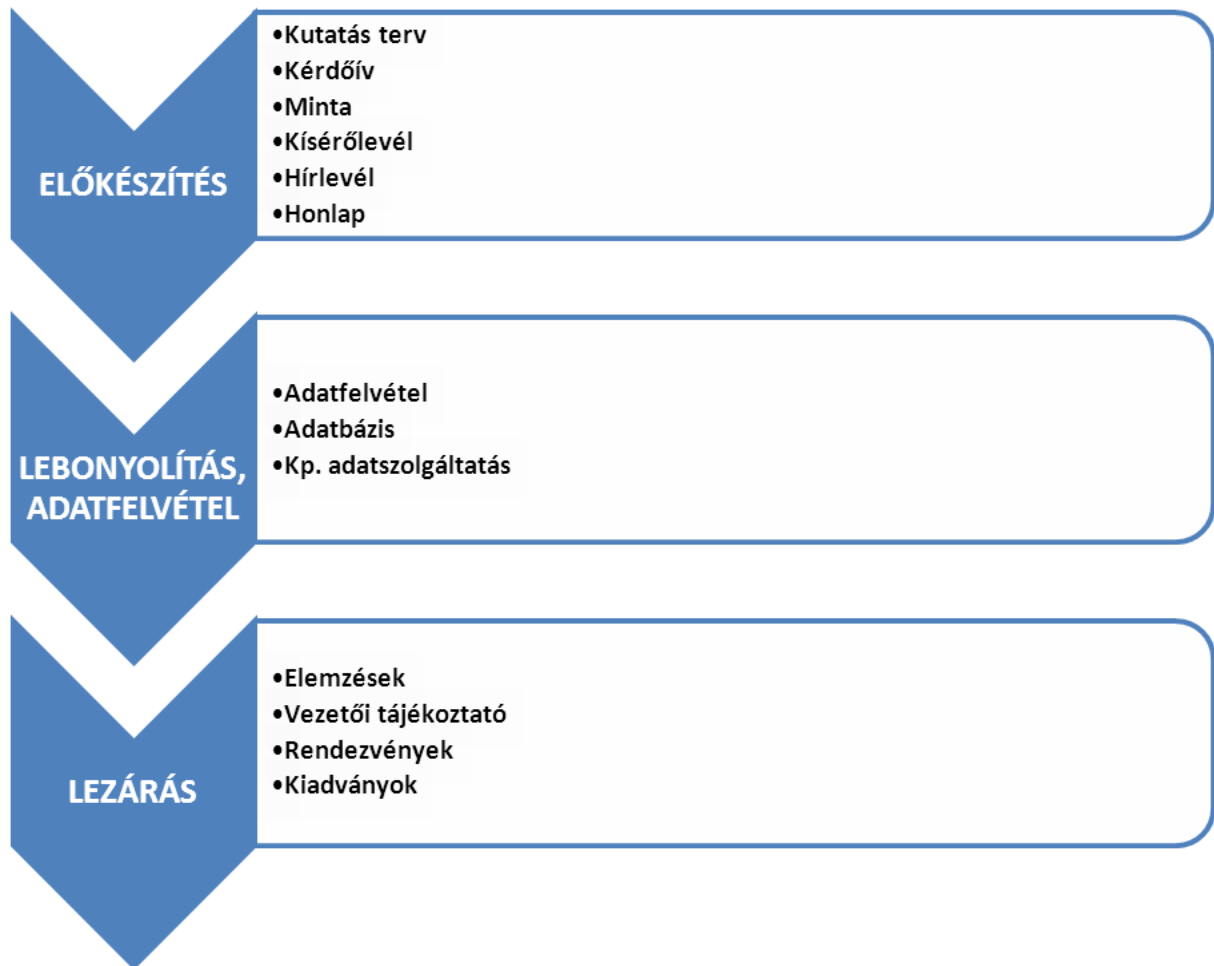 ELŐKÉSZÍTÉS
•Kutatás terv
•Kérdőív
•Minta
•Kísérőlevél
•Hírlevél
•Honlap
LEBONYOLÍTÁS,
ADATFELVÉTEL
•Adatfelvétel
•Adatbázis
•Kp. adatszolgáltatás
LEZÁRÁS
•Elemzések
•Vezetői tájékoztató
•Rendezvények
•Kiadványok